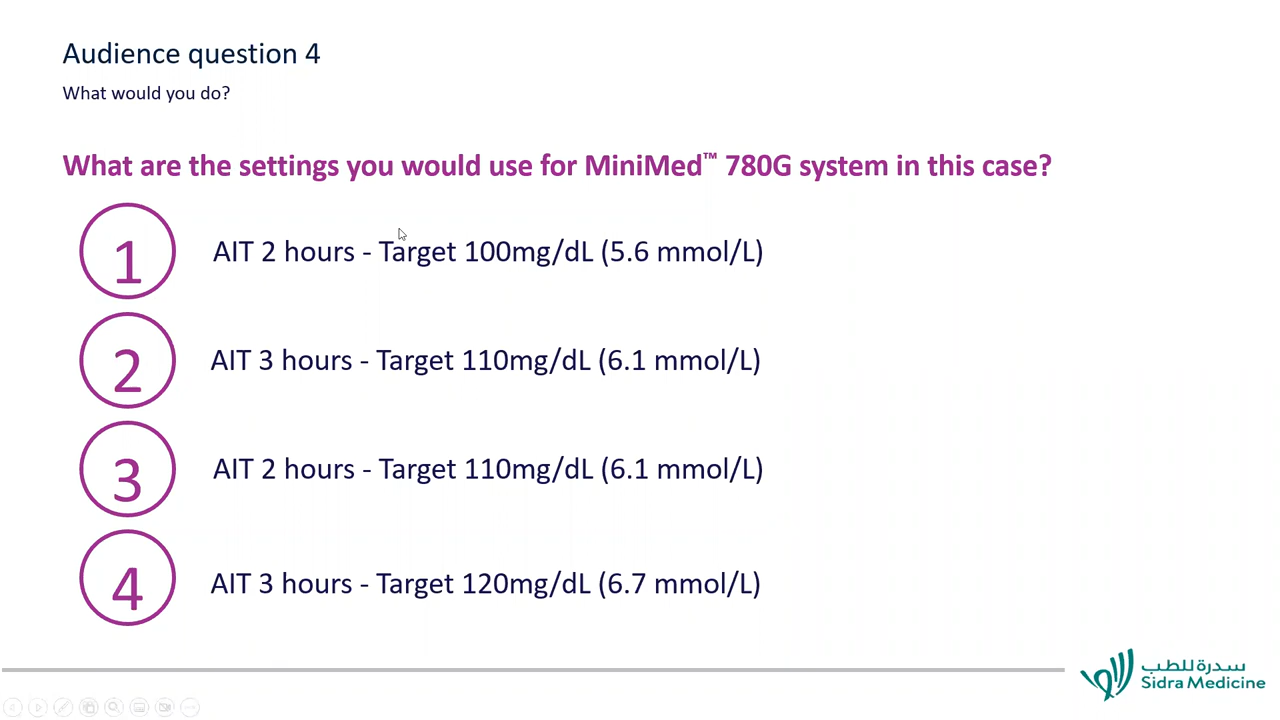 Audience question 4
What would you do?
What are the settings you would use for MiniMed™ 780G system in this case?
1 AIT 2 hours - Target 100mg/dL (5.6 mmol/L)
2 AIT 3 hours - Target 110mg/dL (6.1 mmol/L)
3 AIT 2 hours - Target 110mg/dL (6.1 mmol/L)
4 AIT 3 hours - Target 120mg/dL (6.7 mmol/L)
سدرة للطب
Sidra Medicine